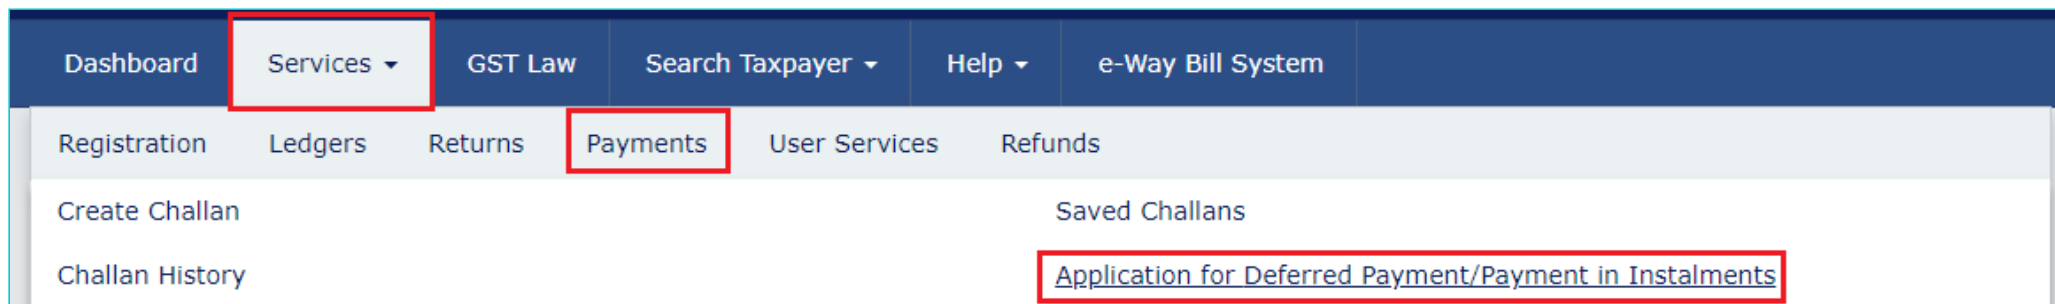 Dashboard Services GST Law Search Taxpayer Help e-Way Bill System
Registration Ledgers Returns Payments User Services Refunds
Create Challan Saved Challans
Challan History Application for Deferred Payment/Payment in Instalments